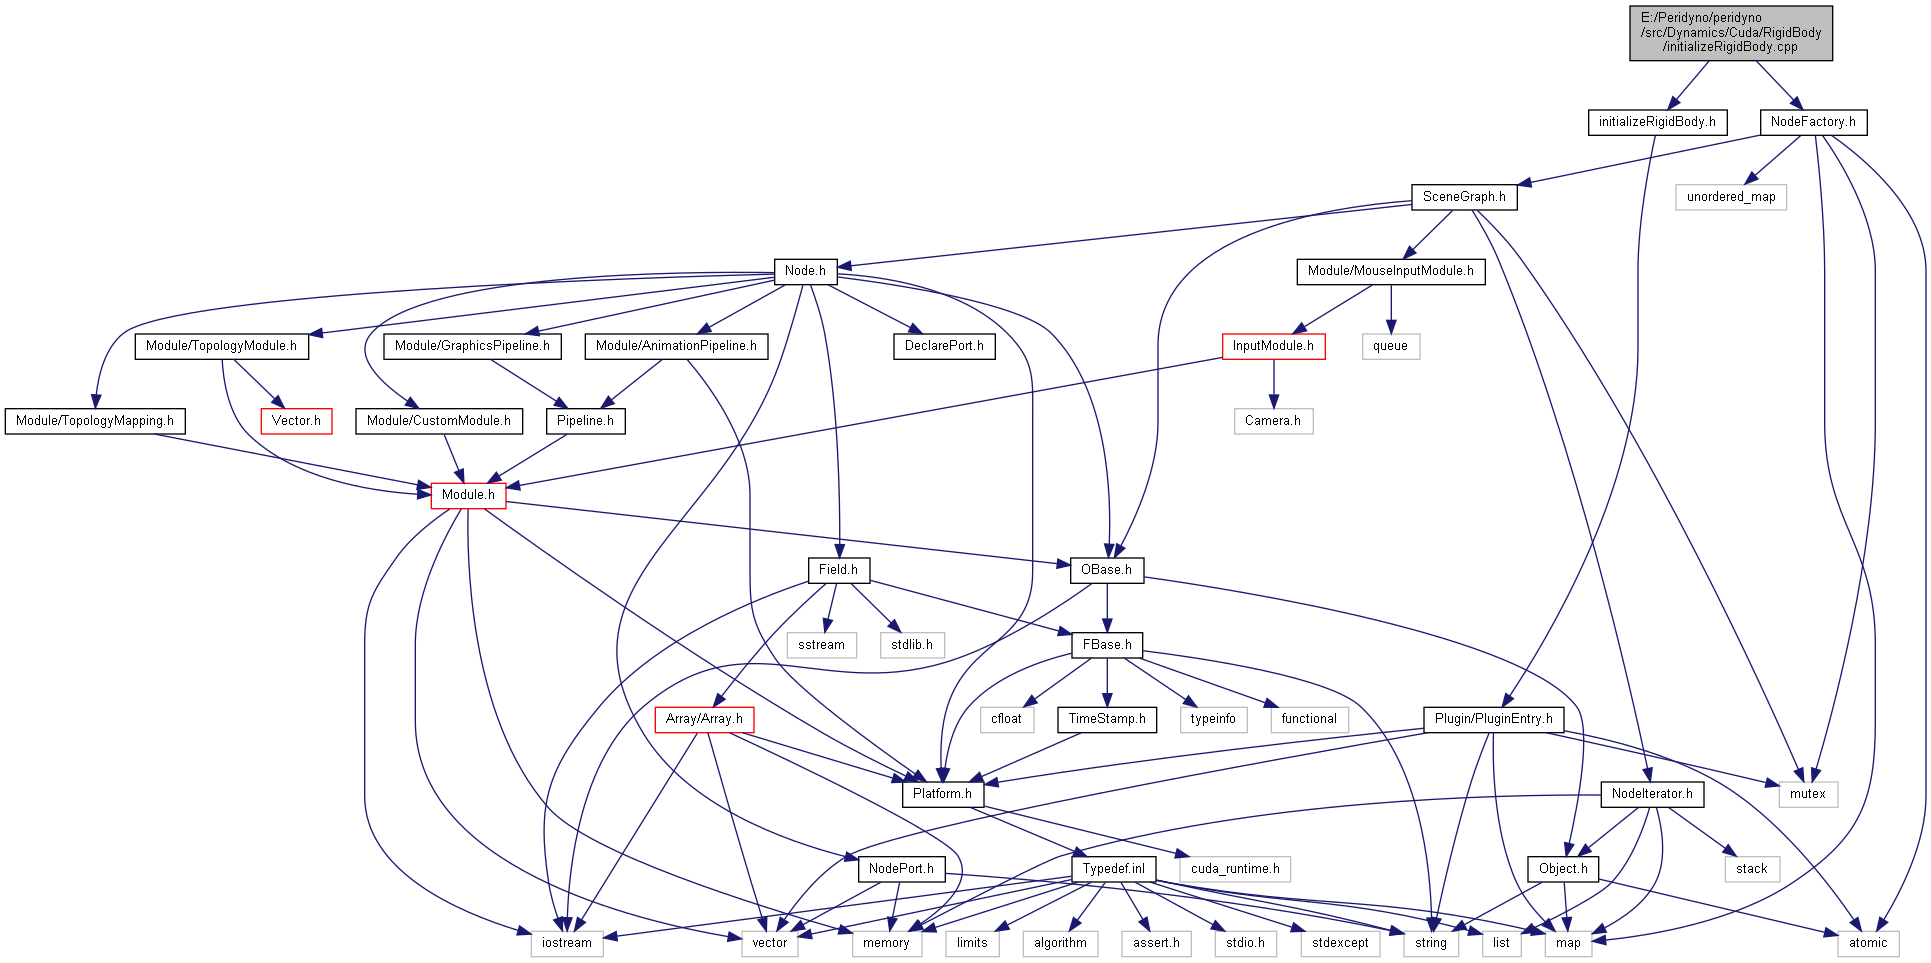 E:/Peridyno/peridyno
/src/Dynamics/Cuda/RigidBody
/initializeRigidBody.cpp
initializeRigidBody.h
NodeFactory.h
SceneGraph.h
unordered_map
Node.h
Module/MouseInputModule.h
Module/TopologyModule.h
Module/GraphicsPipeline.h
Module/AnimationPipeline.h
DeclarePort.h
InputModule.h
queue
Module/TopologyMapping.h
Vector.h
Module/CustomModule.h
Pipeline.h
Camera.h
Module.h
Field.h
OBase.h
sstream
stdlib.h
FBase.h
Array/Array.h
cfloat
TimeStamp.h
typeinfo
functional
Plugin/PluginEntry.h
Platform.h
NodeIterator.h
mutex
NodePort.h
Typedef.inl
cuda_runtime.h
Object.h
stack
iostream
vector
memory
limits
algorithm
assert.h
stdio.h
stdexcept
string
list
map
atomic